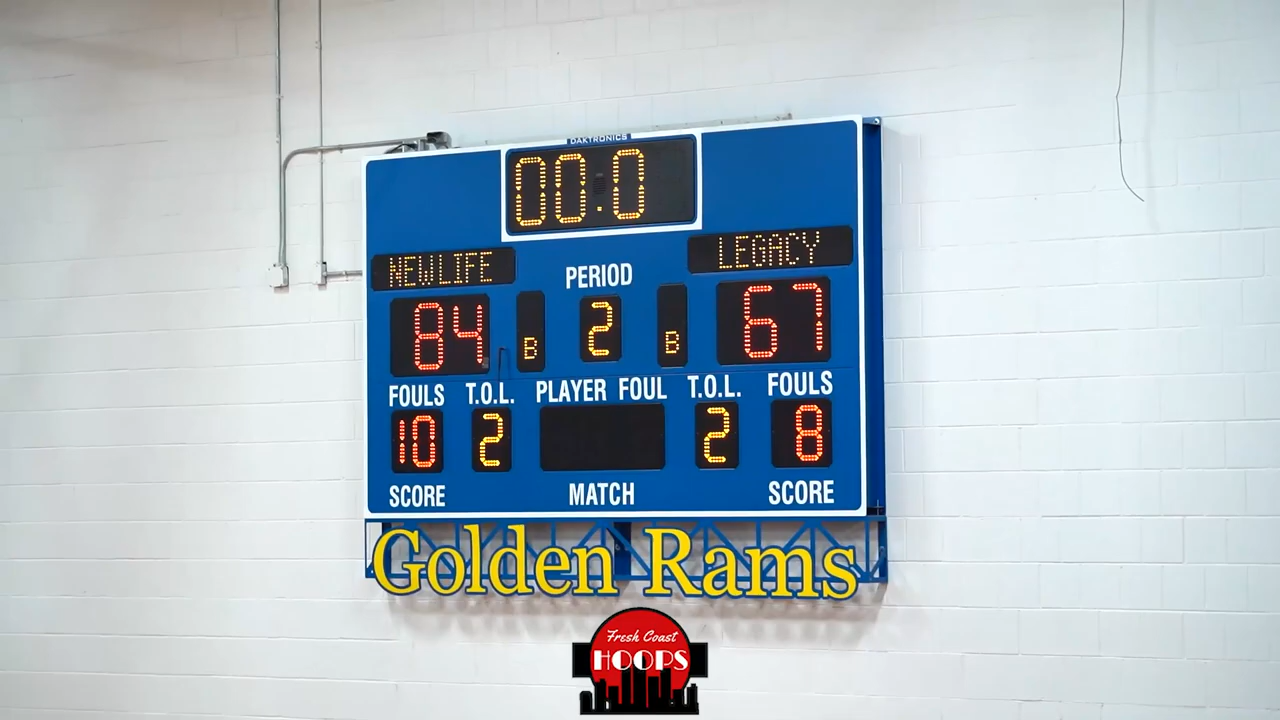 DAKTRONICS
00:0
NEWLIFE PERIOD LEGACY
84 B 2 B 67
FOULS T.O.L. PLAYER FOUL T.O.L. FOULS
10 2 2 8
SCORE MATCH SCORE
Golden Rams
Fresh Coast
HOOPS